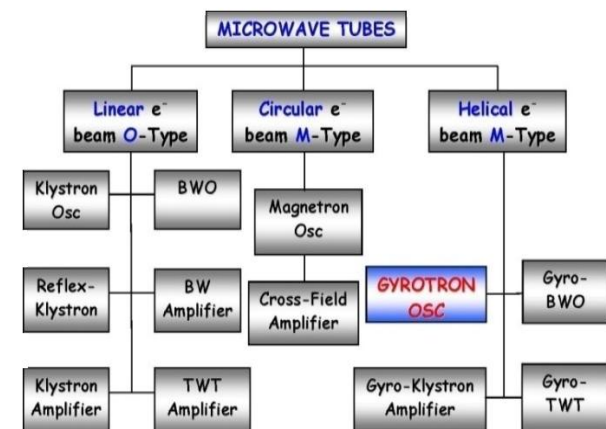 MICROWAVE TUBES
Linear e⁻
beam O-Type
Circular e⁻
beam M-Type
Helical e⁻
beam M-Type
Klystron
Osc
BWO
Magnetron
Osc
Reflex-
Klystron
BW
Amplifier
Cross-Field
Amplifier
GYROTRON
OSC
Gyro-
BWO
Klystron
Amplifier
TWT
Amplifier
Gyro-Klystron
Amplifier
Gyro-
TWT